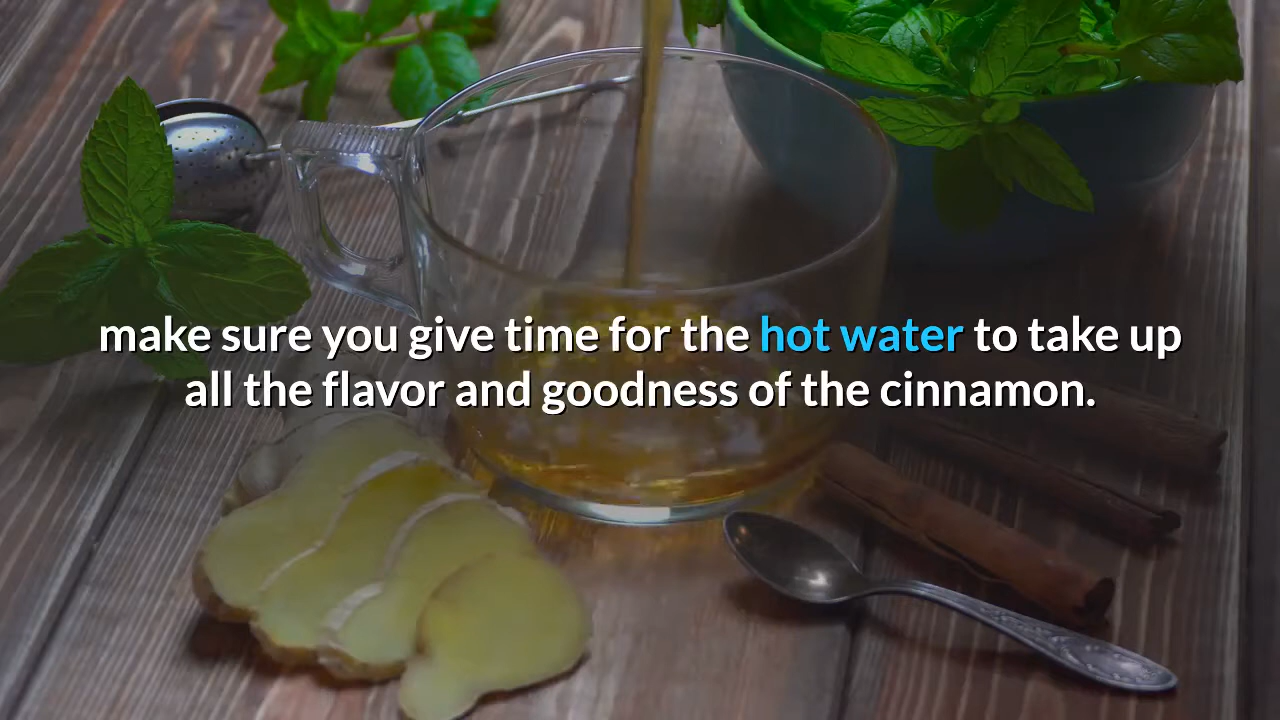 make sure you give time for the hot water to take up
all the flavor and goodness of the cinnamon.